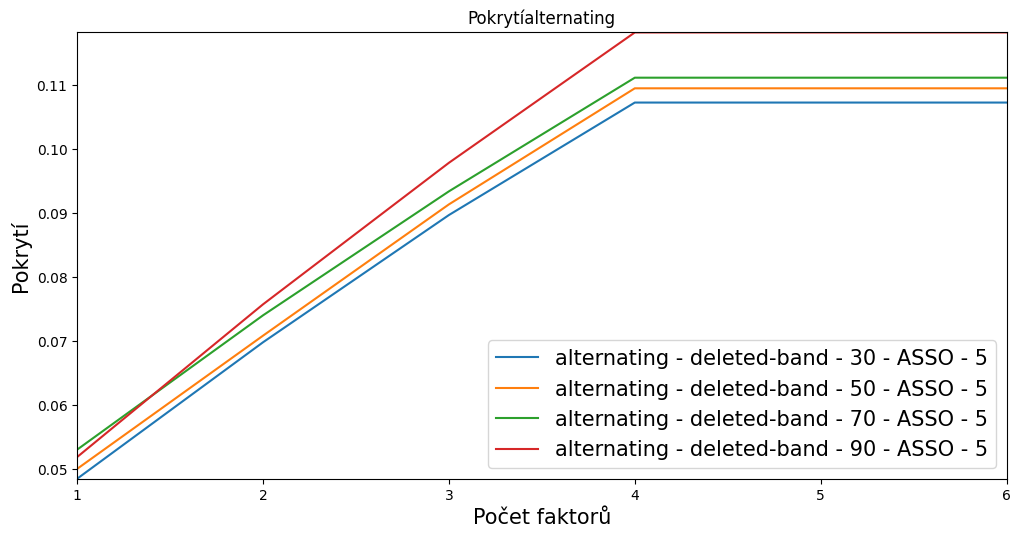 Pokrytíalternating
0.11
0.10
0.09
0.08
0.07
0.06
0.05
Pokrytí
alternating - deleted-band - 30 - ASSO - 5
alternating - deleted-band - 50 - ASSO - 5
alternating - deleted-band - 70 - ASSO - 5
alternating - deleted-band - 90 - ASSO - 5
1 2 3 4 5 6
Počet faktorů